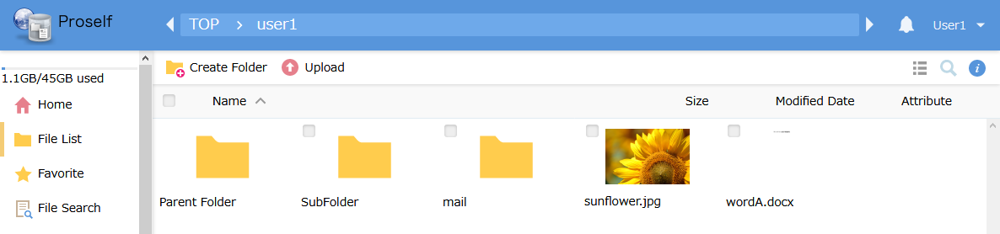 Proself
TOP > user1
User1
1.1GB/45GB used
Home
File List
Favorite
File Search
Create Folder
Upload
i
Name
Size
Modified Date
Attribute
Parent Folder
SubFolder
mail
sunflower.jpg
wordA.docx